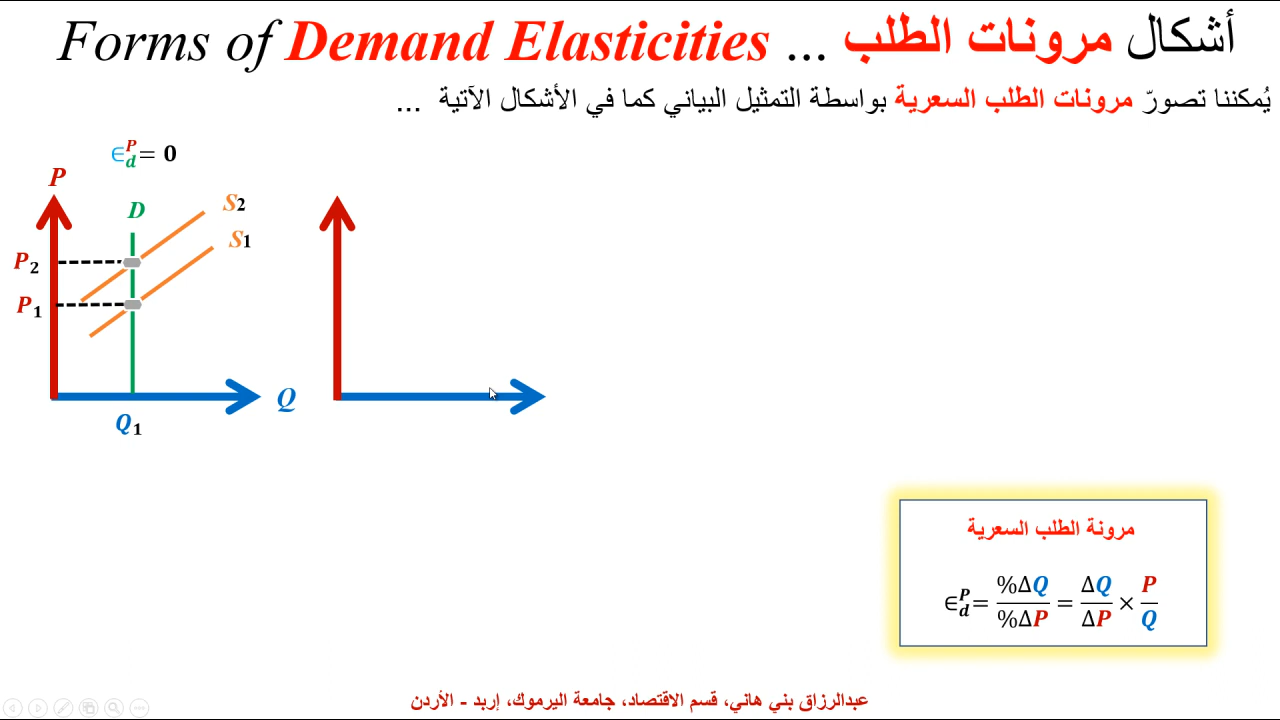 Forms of Demand Elasticities ... أشكال مرونات الطلب
يُمكننا تصورّ مرونات الطلب السعرية بواسطة التمثيل البياني كما في الأشكال الآتية ...
∈ᴾd = 0
P
D
S2
S1
P2
P1
Q
Q1
مرونة الطلب السعرية
∈ᴾd = %ΔQ / %ΔP = ΔQ / ΔP × P / Q
عبدالرزاق بني هاني، قسم الاقتصاد، جامعة اليرموك، إربد - الأردن